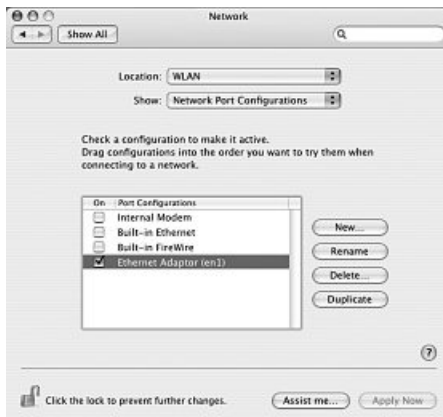 Network
Show All
Location: WLAN
Show: Network Port Configurations
Check a configuration to make it active.
Drag configurations into the order you want to try them when
connecting to a network.
On Port Configurations
Internal Modem
Built-in Ethernet
Built-in FireWire
Ethernet Adaptor (en1)
New...
Rename
Delete...
Duplicate
?
Click the lock to prevent further changes.
Assist me...
Apply Now